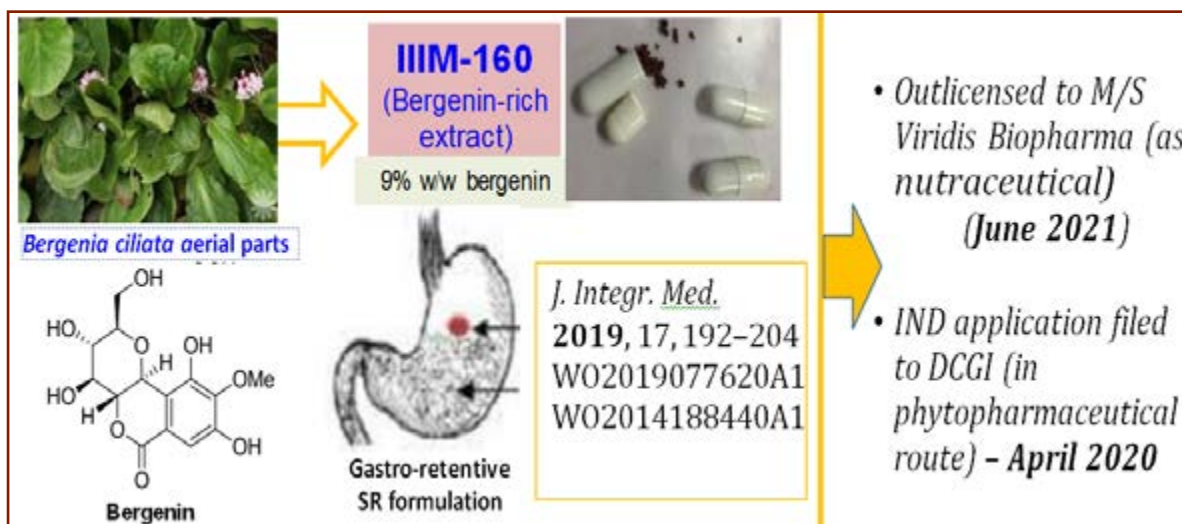 IIIM-160
(Bergenin-rich
extract)
9% w/w bergenin
Bergenia ciliata aerial parts
OH
HO
HO
O
OH
OMe
H
H
O
OH
O
Bergenin
Gastro-retentive
SR formulation
J. Integr. Med.
2019, 17, 192–204
WO2019077620A1
WO2014188440A1
• Outlicensed to M/S
Viridis Biopharma (as
nutraceutical)
(June 2021)
• IND application filed
to DCGI (in
phytopharmaceutical
route) – April 2020